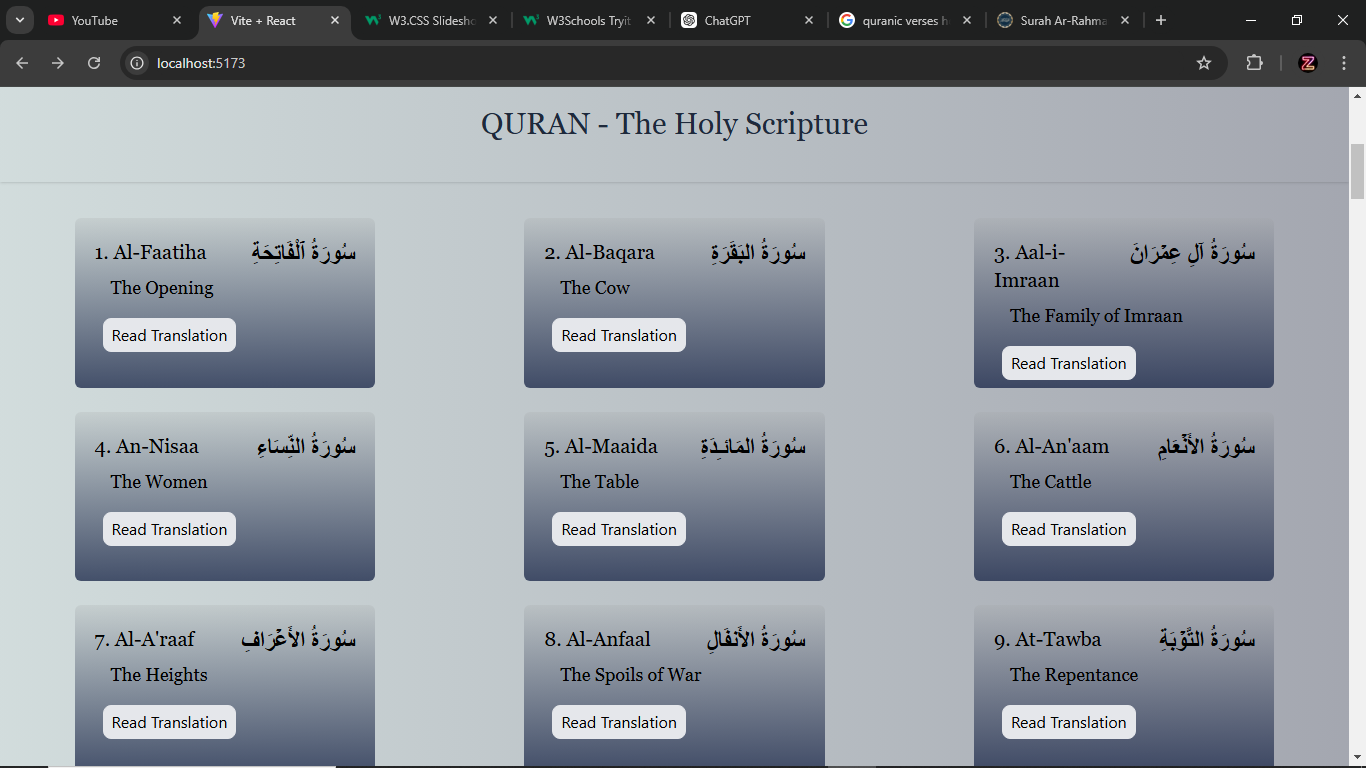 YouTube
Vite + React
W3.CSS Slidesho
W3Schools Tryit
ChatGPT
quranic verses h
Surah Ar-Rahma
localhost:5173
QURAN - The Holy Scripture
1. Al-Faatiha سُورَةُ ٱلْفَاتِحَةِ
The Opening
Read Translation
2. Al-Baqara سُورَةُ البَقَرَةِ
The Cow
Read Translation
3. Aal-i-
Imraan سُورَةُ آلِ عِمۡرَانَ
The Family of Imraan
Read Translation
4. An-Nisaa سُورَةُ النِّسَاءِ
The Women
Read Translation
5. Al-Maaida سُورَةُ المَائـِدَةِ
The Table
Read Translation
6. Al-An'aam سُورَةُ الأَنۡعَامِ
The Cattle
Read Translation
7. Al-A'raaf سُورَةُ الأَعۡرَافِ
The Heights
Read Translation
8. Al-Anfaal سُورَةُ الأَنفَالِ
The Spoils of War
Read Translation
9. At-Tawba سُورَةُ التَّوۡبَةِ
The Repentance
Read Translation